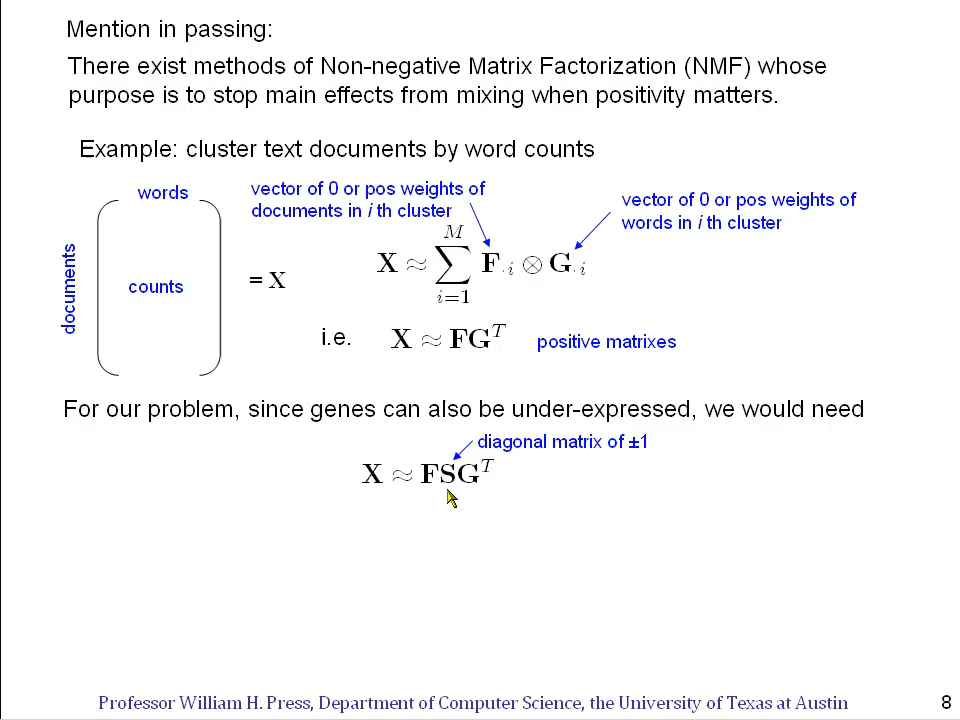 Mention in passing:
There exist methods of Non-negative Matrix Factorization (NMF) whose
purpose is to stop main effects from mixing when positivity matters.
Example: cluster text documents by word counts
words
documents
counts
= X
vector of 0 or pos weights of
documents in i th cluster
vector of 0 or pos weights of
words in i th cluster
X ≈ ∑_{i=1}^{M} F_{·i} ⊗ G_{·i}
i.e. X ≈ FG^T positive matrixes
For our problem, since genes can also be under-expressed, we would need
diagonal matrix of ±1
X ≈ FSG^T
Professor William H. Press, Department of Computer Science, the University of Texas at Austin
8